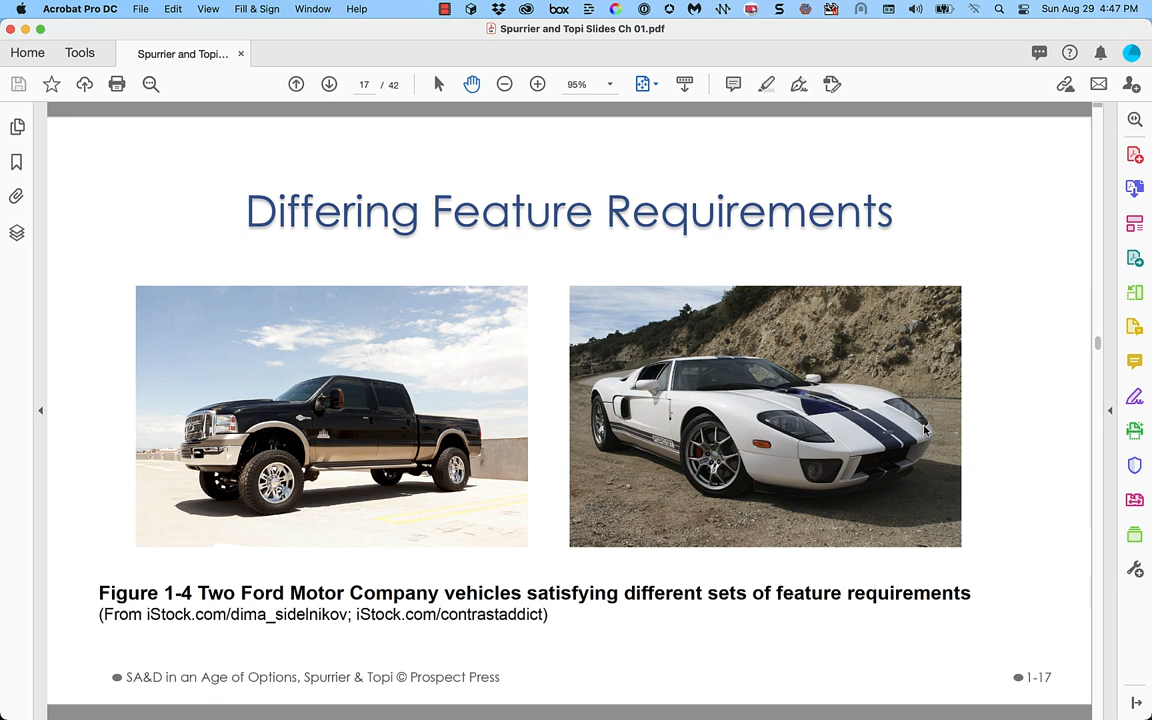 Acrobat Pro DC File Edit View Fill & Sign Window Help box Sun Aug 29 4:47 PM
Spurrier and Topi Slides Ch 01.pdf
Home Tools Spurrier and Topi... ×
17 / 42 95%
Differing Feature Requirements
Figure 1-4 Two Ford Motor Company vehicles satisfying different sets of feature requirements
(From iStock.com/dima_sidelnikov; iStock.com/contrastaddict)
SA&D in an Age of Options, Spurrier & Topi © Prospect Press
1-17